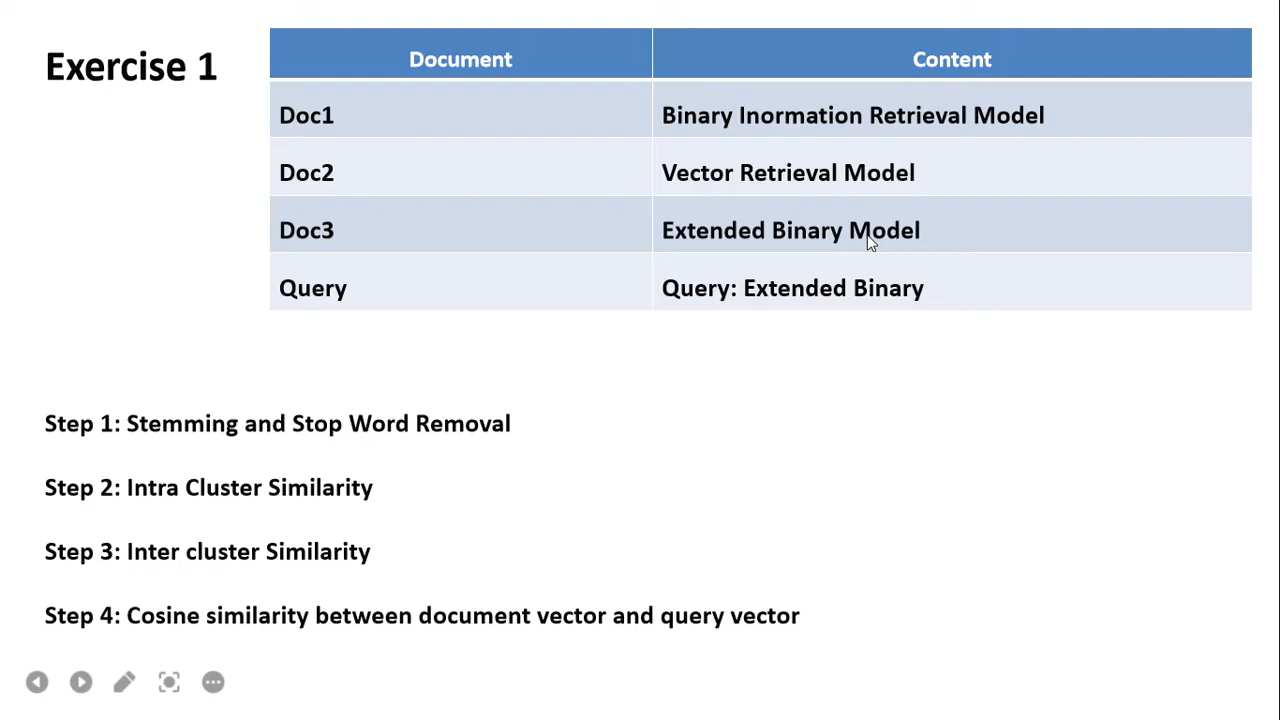 Exercise 1
Document Content
Doc1 Binary Inormation Retrieval Model
Doc2 Vector Retrieval Model
Doc3 Extended Binary Model
Query Query: Extended Binary
Step 1: Stemming and Stop Word Removal
Step 2: Intra Cluster Similarity
Step 3: Inter cluster Similarity
Step 4: Cosine similarity between document vector and query vector